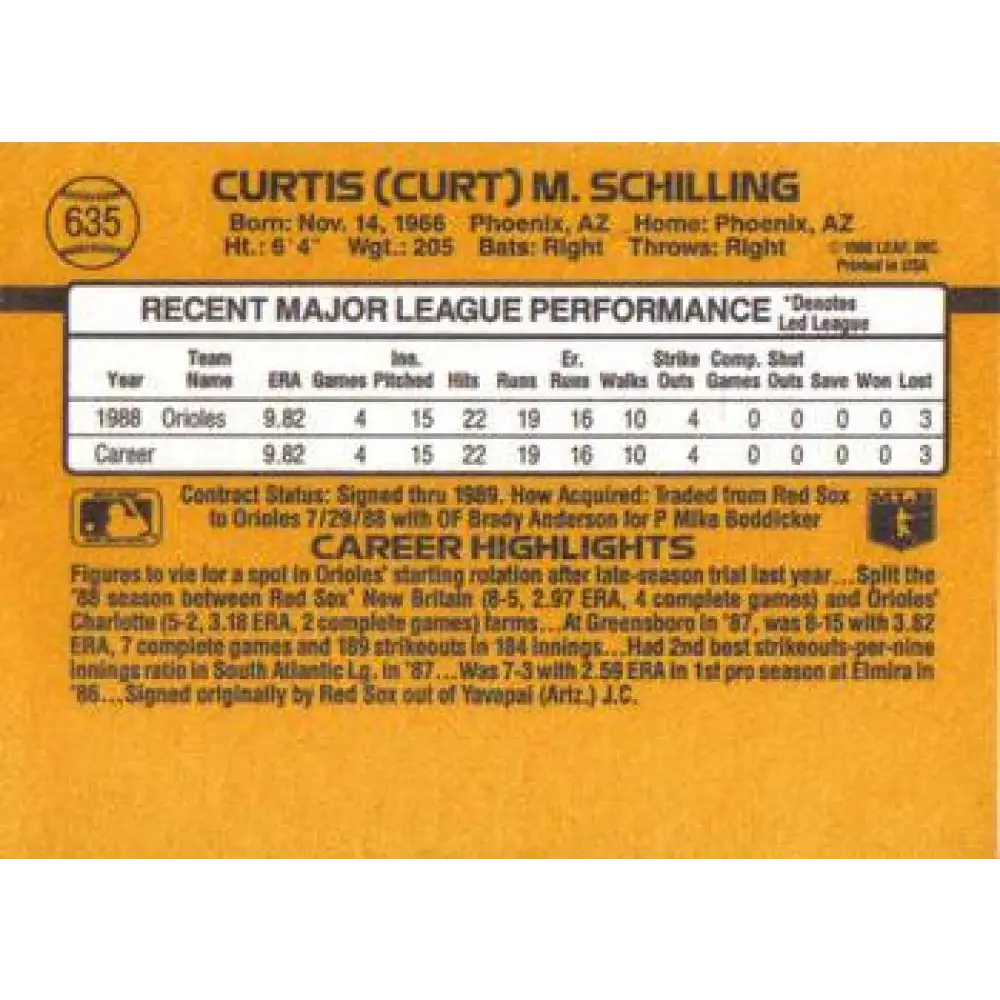 635
CURTIS (CURT) M. SCHILLING
Born: Nov. 14, 1966 Phoenix, AZ Home: Phoenix, AZ
Ht.: 6'4" Wgt.: 205 Bats: Right Throws: Right
© 1988 LEAF, INC.
Printed in USA
RECENT MAJOR LEAGUE PERFORMANCE *Denotes
Led League
Team Inn. Er. Strike Comp. Shut
Year Name ERA Games Pitched Hits Runs Runs Walks Outs Games Outs Save Won Lost
1988 Orioles 9.82 4 15 22 19 16 10 4 0 0 0 0 3
Career 9.82 4 15 22 19 16 10 4 0 0 0 0 3
Contract Status: Signed thru 1989. How Acquired: Traded from Red Sox
to Orioles 7/29/88 with OF Brady Anderson for P Mike Boddicker
CAREER HIGHLIGHTS
Figures to vie for a spot in Orioles' starting rotation after late-season trial last year...Split the
'88 season between Red Sox' New Britain (8-5, 2.97 ERA, 4 complete games) and Orioles'
Charlotte (5-2, 3.18 ERA, 2 complete games) farms...At Greensboro in '87, was 8-15 with 3.82
ERA, 7 complete games and 189 strikeouts in 184 innings...Had 2nd best strikeouts-per-nine
innings ratio in South Atlantic Lg. in '87...Was 7-3 with 2.59 ERA in 1st pro season at Elmira in
'86...Signed originally by Red Sox out of Yavapai (Ariz.) J.C.